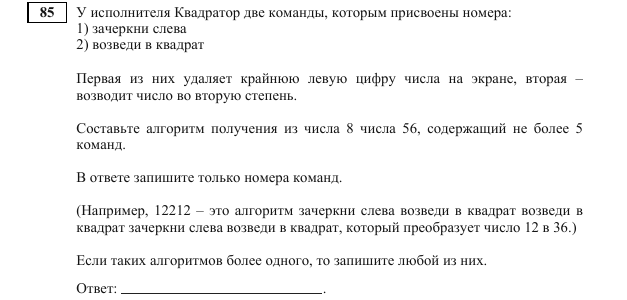 85 У исполнителя Квадратор две команды, которым присвоены номера:
1) зачеркни слева
2) возведи в квадрат
Первая из них удаляет крайнюю левую цифру числа на экране, вторая –
возводит число во вторую степень.
Составьте алгоритм получения из числа 8 числа 56, содержащий не более 5
команд.
В ответе запишите только номера команд.
(Например, 12212 – это алгоритм зачеркни слева возведи в квадрат возведи в
квадрат зачеркни слева возведи в квадрат, который преобразует число 12 в 36.)
Если таких алгоритмов более одного, то запишите любой из них.
Ответ: ___________________________.